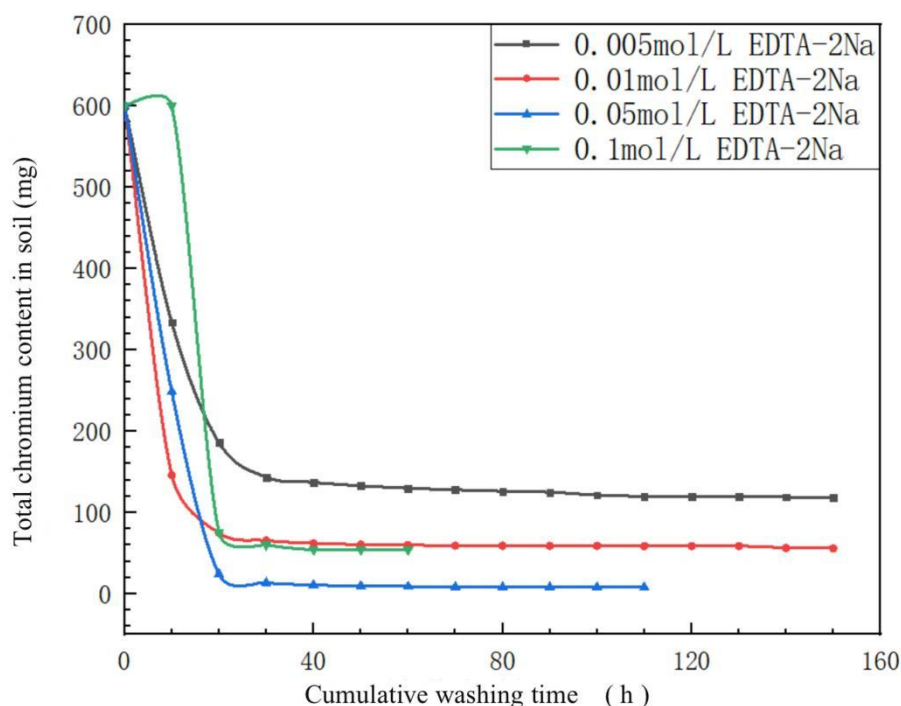 700
600
500
400
300
200
100
0
Total chromium content in soil (mg)
0.005mol/L EDTA-2Na
0.01mol/L EDTA-2Na
0.05mol/L EDTA-2Na
0.1mol/L EDTA-2Na
0 40 80 120 160
Cumulative washing time （h）